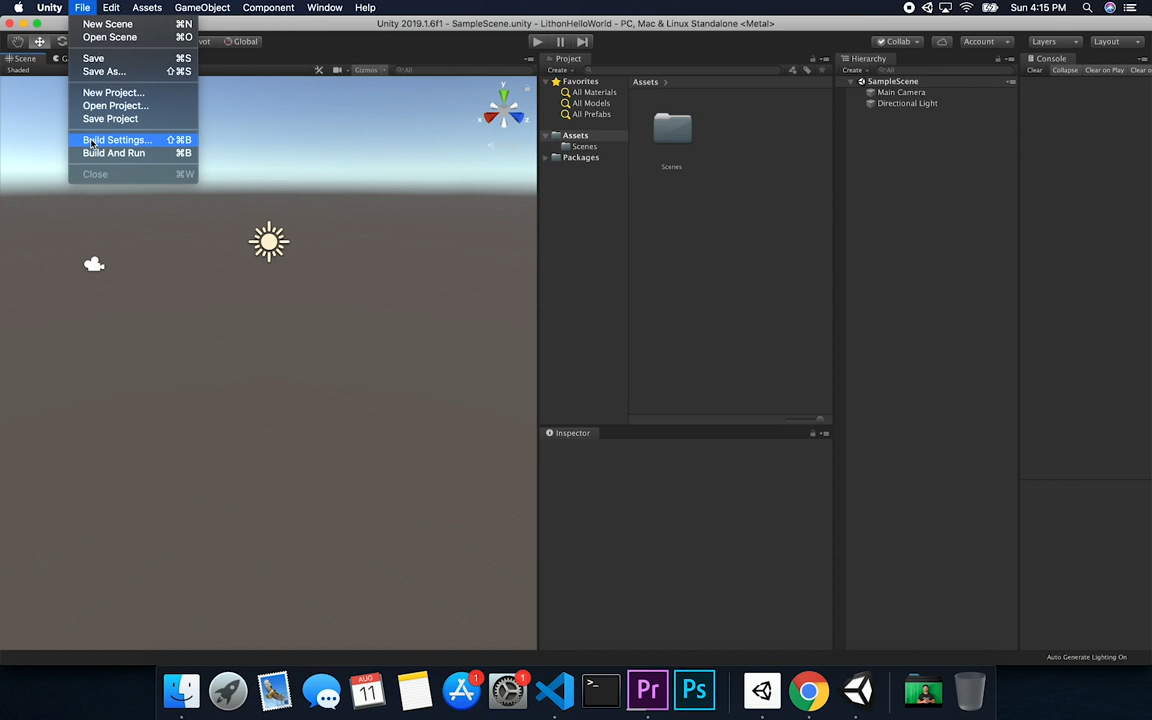 Unity File Edit Assets GameObject Component Window Help Sun 4:15 PM
Unity 2019.1.6f1 - SampleScene.unity - LithonHelloWorld - PC, Mac & Linux Standalone <Metal>
New Scene ⌘N
Open Scene ⌘O
Save ⌘S
Save As... ⇧⌘S
New Project...
Open Project...
Save Project
Build Settings... ⇧⌘B
Build And Run ⌘B
Close ⌘W
Global Collab Account Layers Layout
Scene
Shaded Gizmos All
Project
Create
Favorites
All Materials
All Models
All Prefabs
Assets
Scenes
Packages
Assets
Scenes
Inspector
Hierarchy
Create All
SampleScene
Main Camera
Directional Light
Console
Clear Collapse Clear on Play
Auto Generate Lighting On
AUG
11
1
1
>_
Pr
Ps